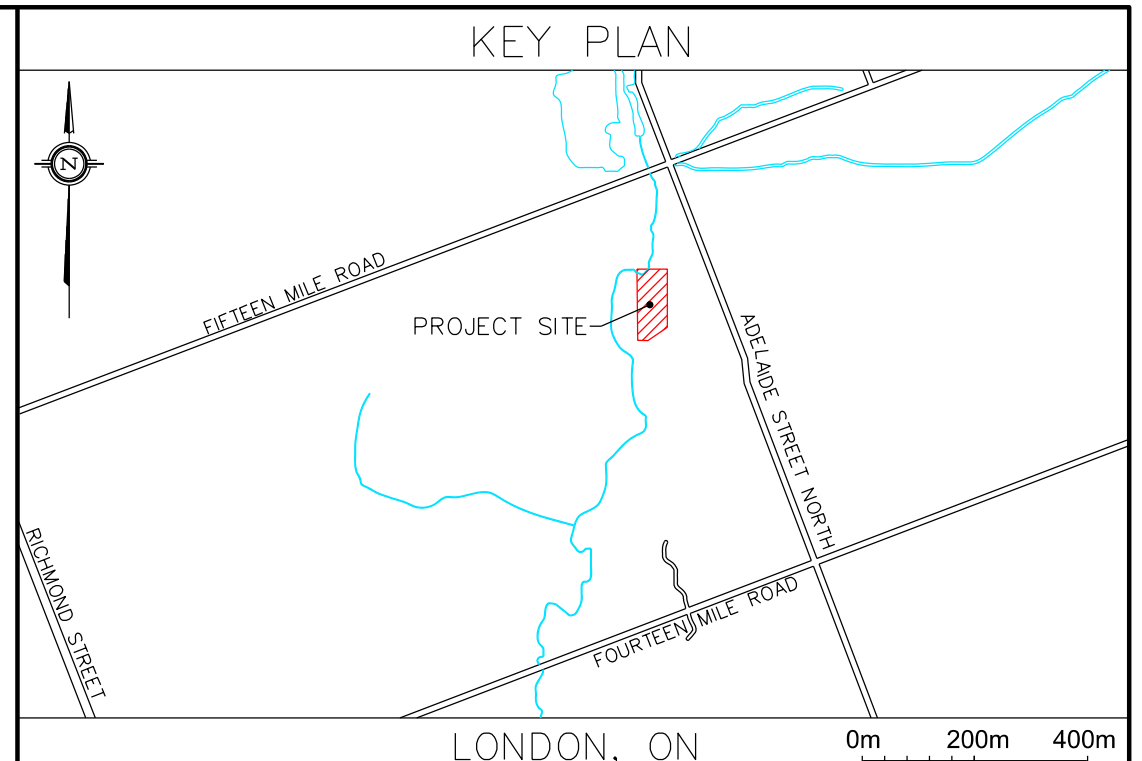 KEY PLAN
N
FIFTEEN MILE ROAD
PROJECT SITE
ADELAIDE STREET NORTH
RICHMOND STREET
FOURTEEN MILE ROAD
LONDON, ON
0m 200m 400m